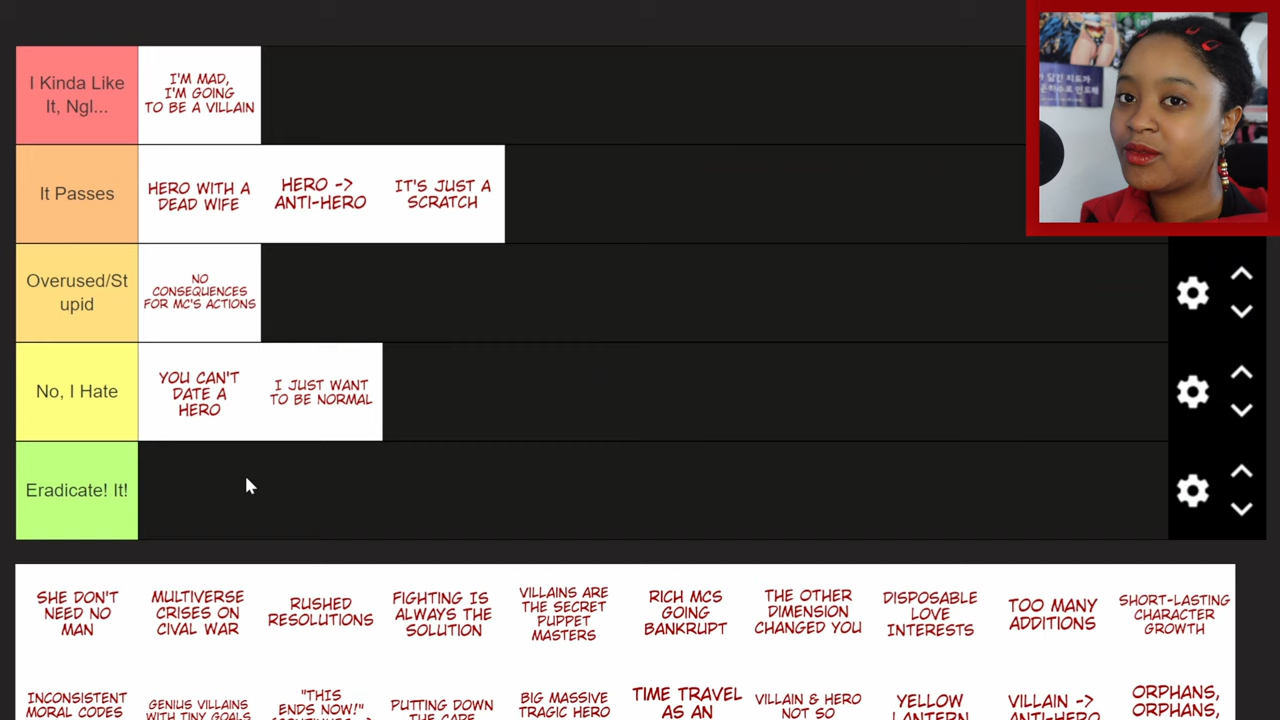 I Kinda Like
It, Ngl...
I'M MAD,
I'M GOING
TO BE A VILLAIN
It Passes
HERO WITH A
DEAD WIFE
HERO ->
ANTI-HERO
IT'S JUST A
SCRATCH
Overused/St
upid
NO
CONSEQUENCES
FOR MC'S ACTIONS
No, I Hate
YOU CAN'T
DATE A
HERO
I JUST WANT
TO BE NORMAL
Eradicate! It!
SHE DON'T
NEED NO
MAN
MULTIVERSE
CRISES ON
CIVAL WAR
RUSHED
RESOLUTIONS
FIGHTING IS
ALWAYS THE
SOLUTION
VILLAINS ARE
THE SECRET
PUPPET
MASTERS
RICH MCS
GOING
BANKRUPT
THE OTHER
DIMENSION
CHANGED YOU
DISPOSABLE
LOVE
INTERESTS
TOO MANY
ADDITIONS
SHORT-LASTING
CHARACTER
GROWTH
INCONSISTENT
MORAL CODES
GENIUS VILLAINS
WITH TINY GOALS
"THIS
ENDS NOW!"
PUTTING DOWN
THE CAPE
BIG MASSIVE
TRAGIC HERO
TIME TRAVEL
AS AN
VILLAIN & HERO
NOT SO
YELLOW
LANTERN
VILLAIN ->
ANTI-HERO
ORPHANS,
ORPHANS,